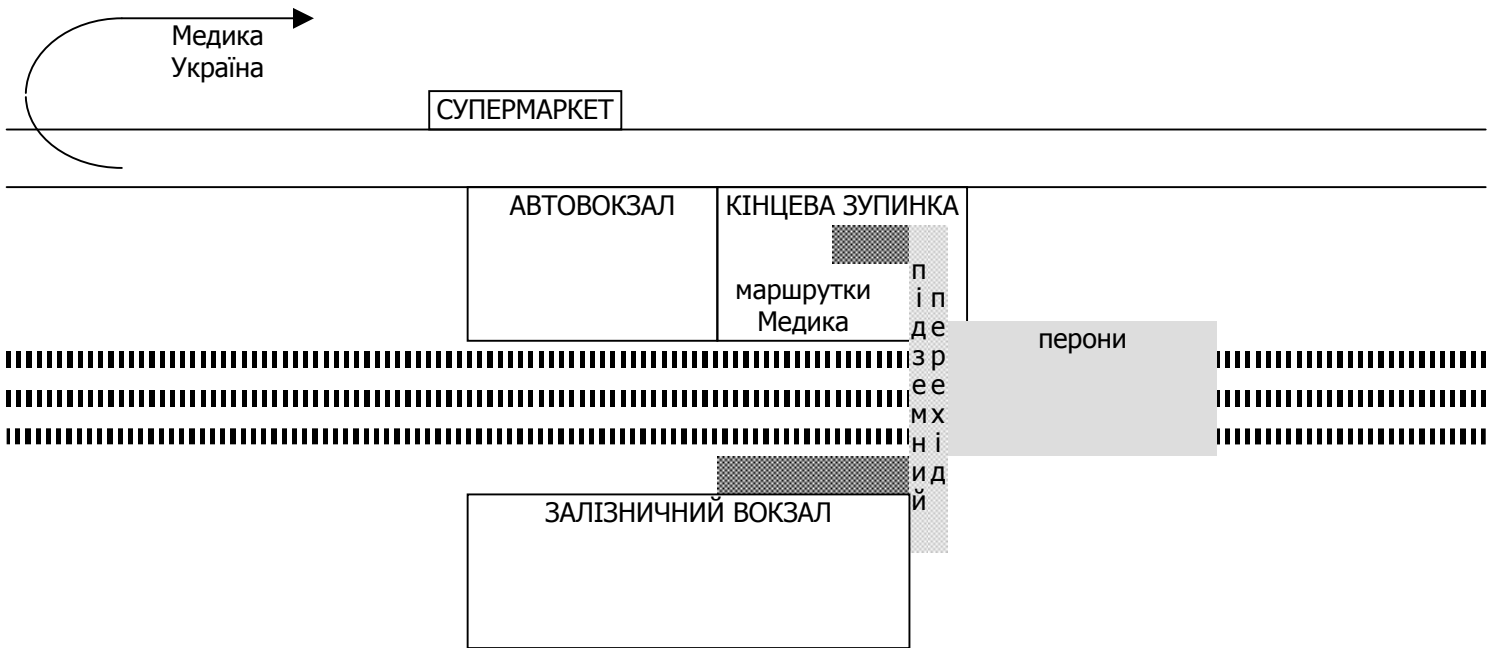 Медика
Україна
СУПЕРМАРКЕТ
АВТОВОКЗАЛ
КІНЦЕВА ЗУПИНКА
маршрутки
Медика
підземний
перехід
перони
ЗАЛІЗНИЧНИЙ ВОКЗАЛ